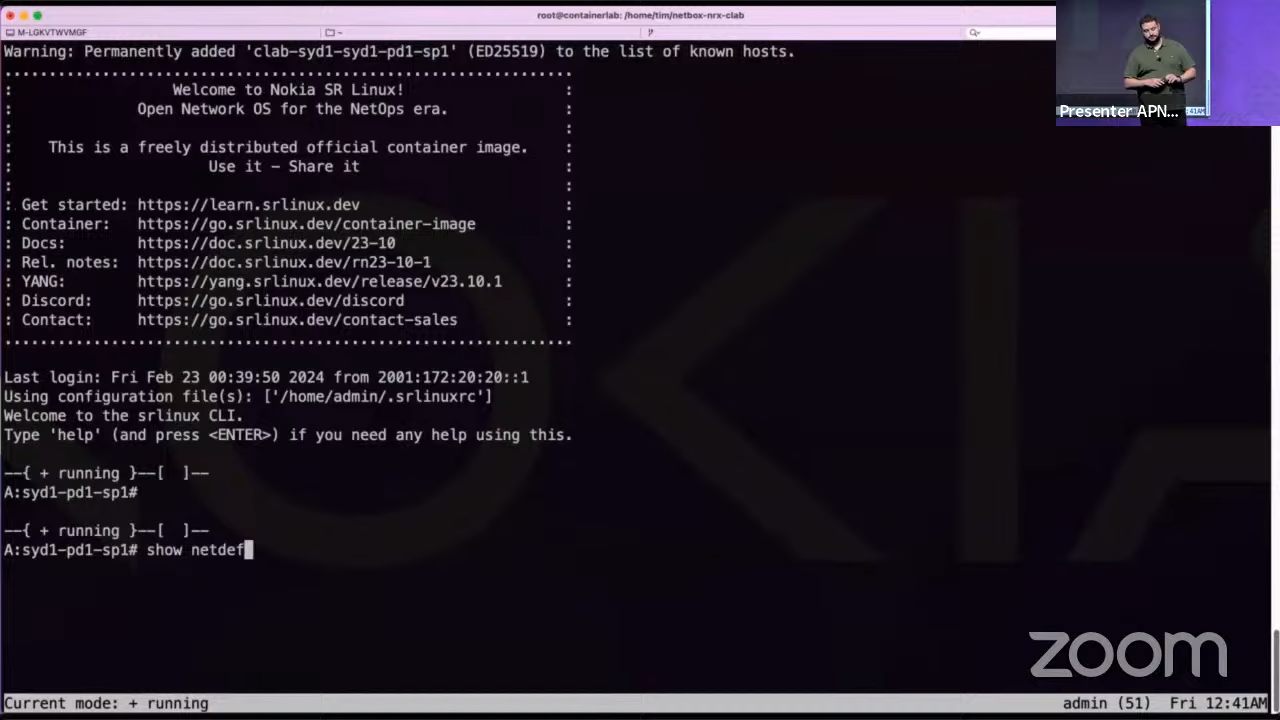 root@containerlab: /home/tim/netbox-nrx-clab
M-LGKVTWVMGF
~
Warning: Permanently added 'clab-syd1-syd1-pd1-sp1' (ED25519) to the list of known hosts.
................................................................
: Welcome to Nokia SR Linux! :
: Open Network OS for the NetOps era. :
: :
: This is a freely distributed official container image. :
: Use it - Share it :
: :
: Get started: https://learn.srlinux.dev :
: Container: https://go.srlinux.dev/container-image :
: Docs: https://doc.srlinux.dev/23-10 :
: Rel. notes: https://doc.srlinux.dev/rn23-10-1 :
: YANG: https://yang.srlinux.dev/release/v23.10.1 :
: Discord: https://go.srlinux.dev/discord :
: Contact: https://go.srlinux.dev/contact-sales :
................................................................
Last login: Fri Feb 23 00:39:50 2024 from 2001:172:20:20::1
Using configuration file(s): ['/home/admin/.srlinuxrc']
Welcome to the srlinux CLI.
Type 'help' (and press <ENTER>) if you need any help using this.
--{ + running }--[ ]--
A:syd1-pd1-sp1#
--{ + running }--[ ]--
A:syd1-pd1-sp1# show netdef
Current mode: + running
admin (51) Fri 12:41AM
Presenter APN...
:41AM
zoom
NOKIA